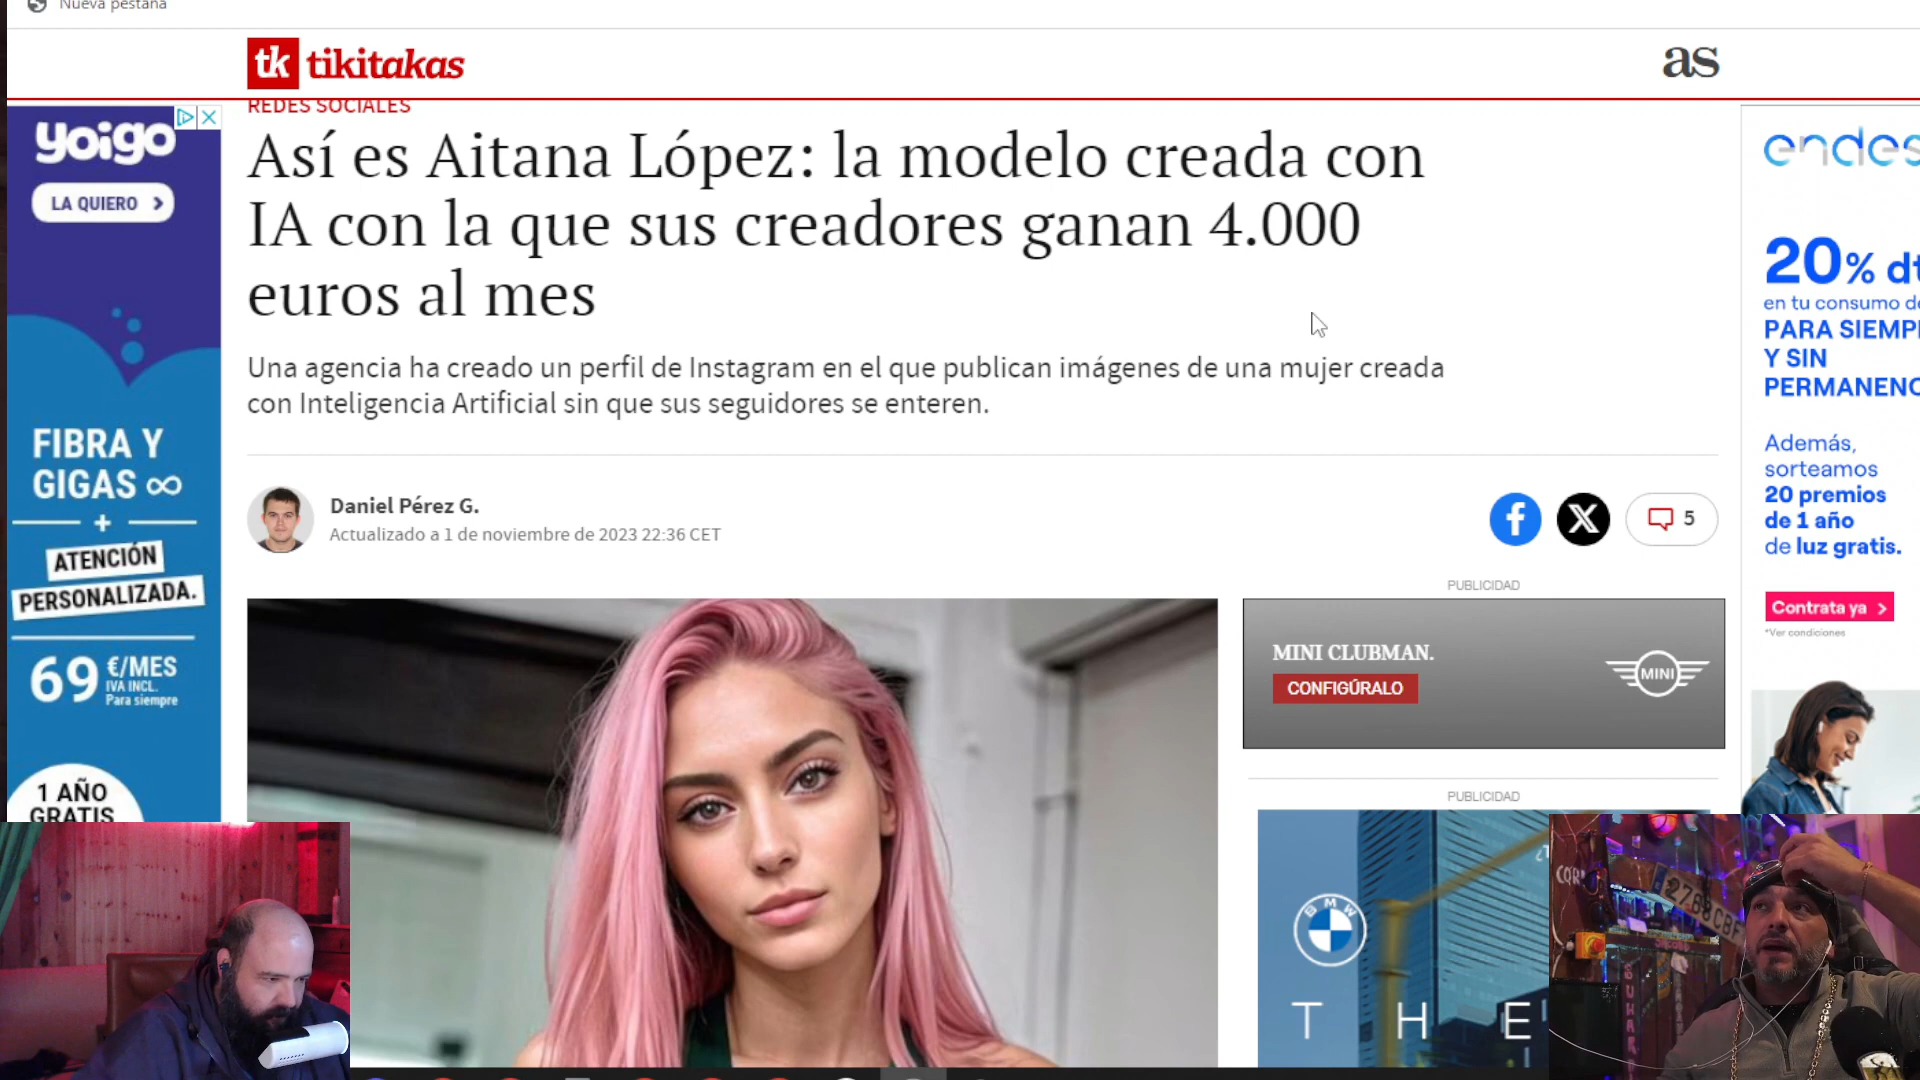 Nueva pestaña
tk tikitakas
as
REDES SOCIALES
Así es Aitana López: la modelo creada con
IA con la que sus creadores ganan 4.000
euros al mes
Una agencia ha creado un perfil de Instagram en el que publican imágenes de una mujer creada
con Inteligencia Artificial sin que sus seguidores se enteren.
Daniel Pérez G.
Actualizado a 1 de noviembre de 2023 22:36 CET
5
yoigo
LA QUIERO
FIBRA Y
GIGAS ∞
+
ATENCIÓN
PERSONALIZADA.
69 €/MES
IVA INCL.
Para siempre
1 AÑO
GRATIS
PUBLICIDAD
MINI CLUBMAN.
CONFIGÚRALO
MINI
PUBLICIDAD
BMW
THE
endes
20% dt
en tu consumo de
PARA SIEMP
Y SIN
PERMANENC
Además,
sorteamos
20 premios
de 1 año
de luz gratis.
Contrata ya
*Ver condiciones
2768 CBF